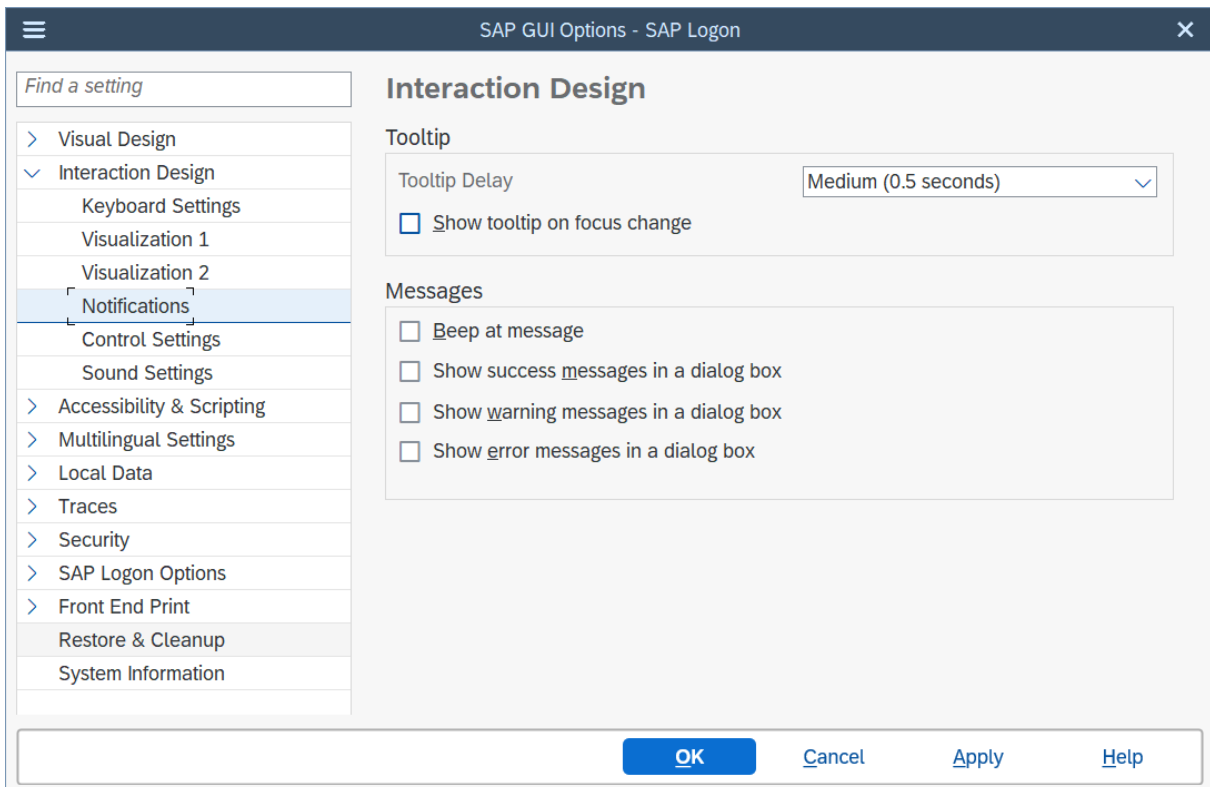 SAP GUI Options - SAP Logon
Find a setting
Visual Design
Interaction Design
Keyboard Settings
Visualization 1
Visualization 2
Notifications
Control Settings
Sound Settings
Accessibility & Scripting
Multilingual Settings
Local Data
Traces
Security
SAP Logon Options
Front End Print
Restore & Cleanup
System Information
Interaction Design
Tooltip
Tooltip Delay Medium (0.5 seconds)
Show tooltip on focus change
Messages
Beep at message
Show success messages in a dialog box
Show warning messages in a dialog box
Show error messages in a dialog box
OK Cancel Apply Help